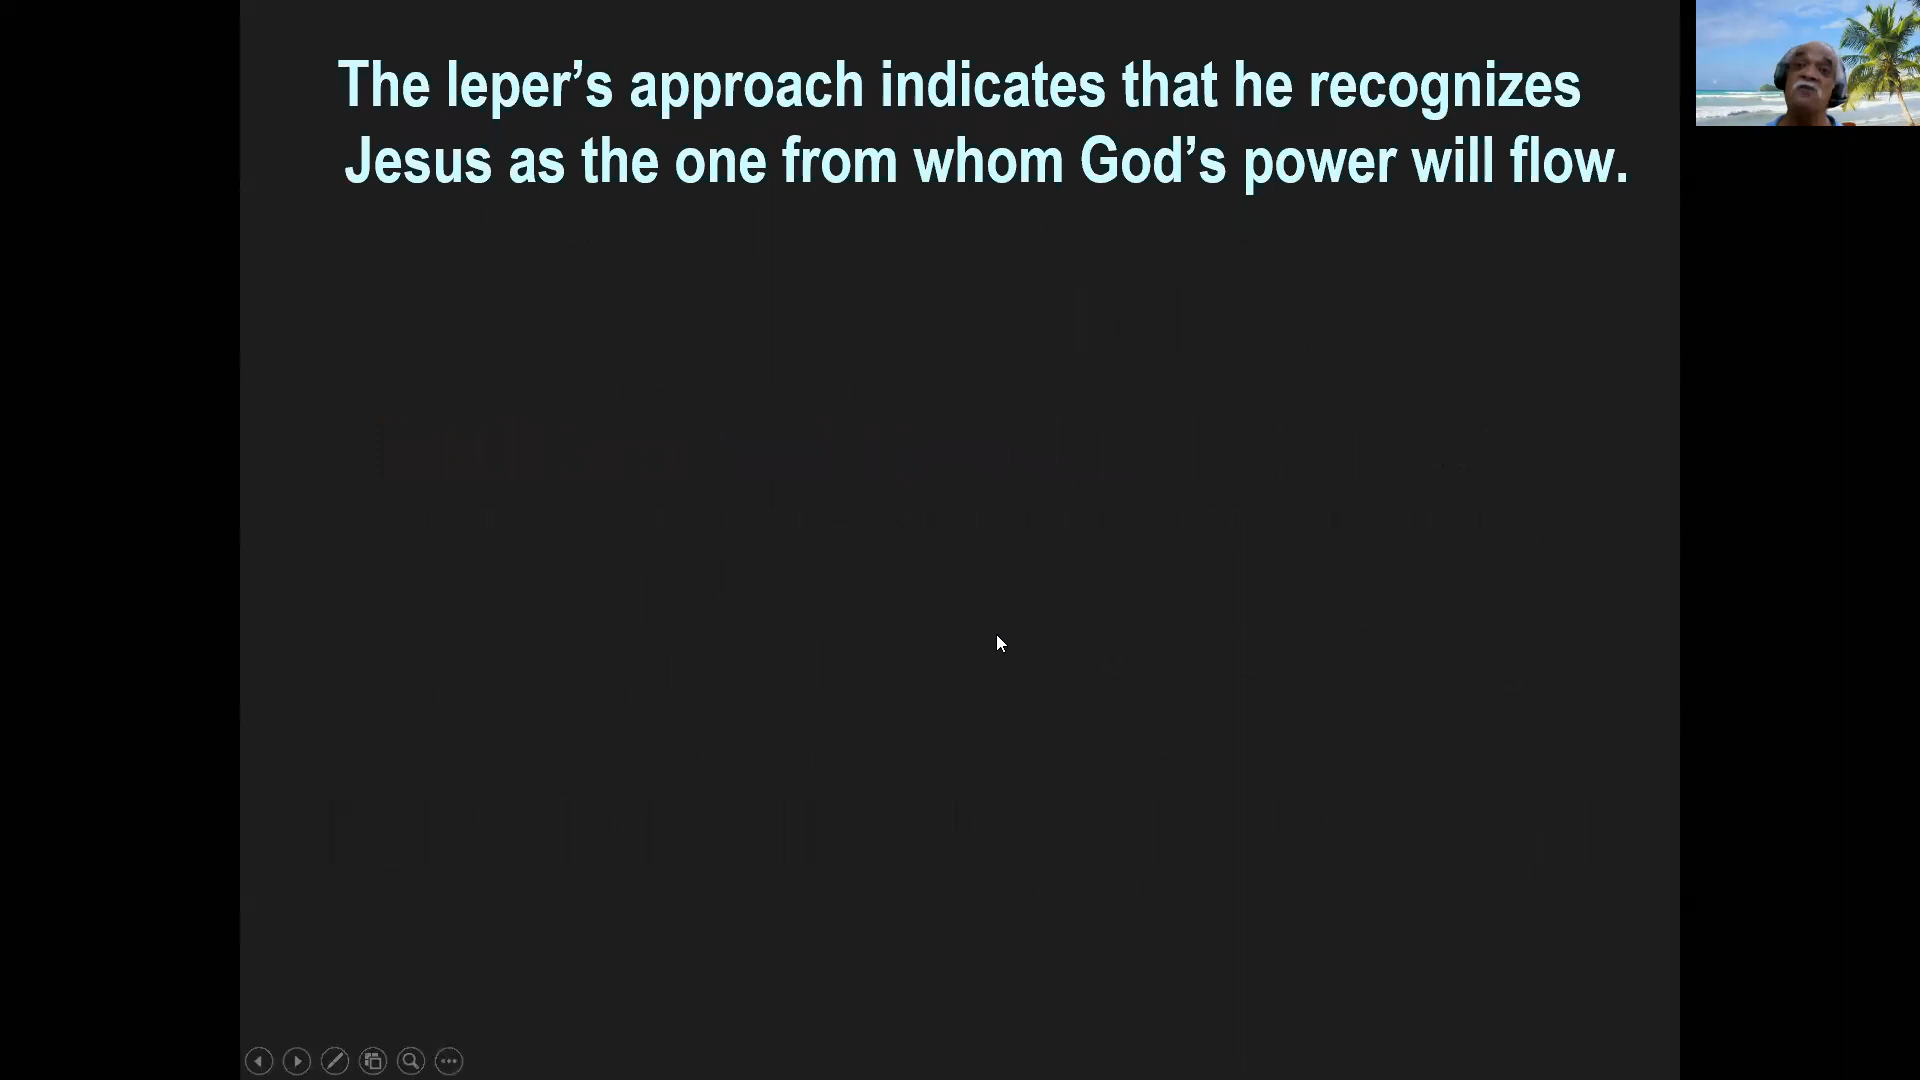 The leper’s approach indicates that he recognizes
Jesus as the one from whom God’s power will flow.